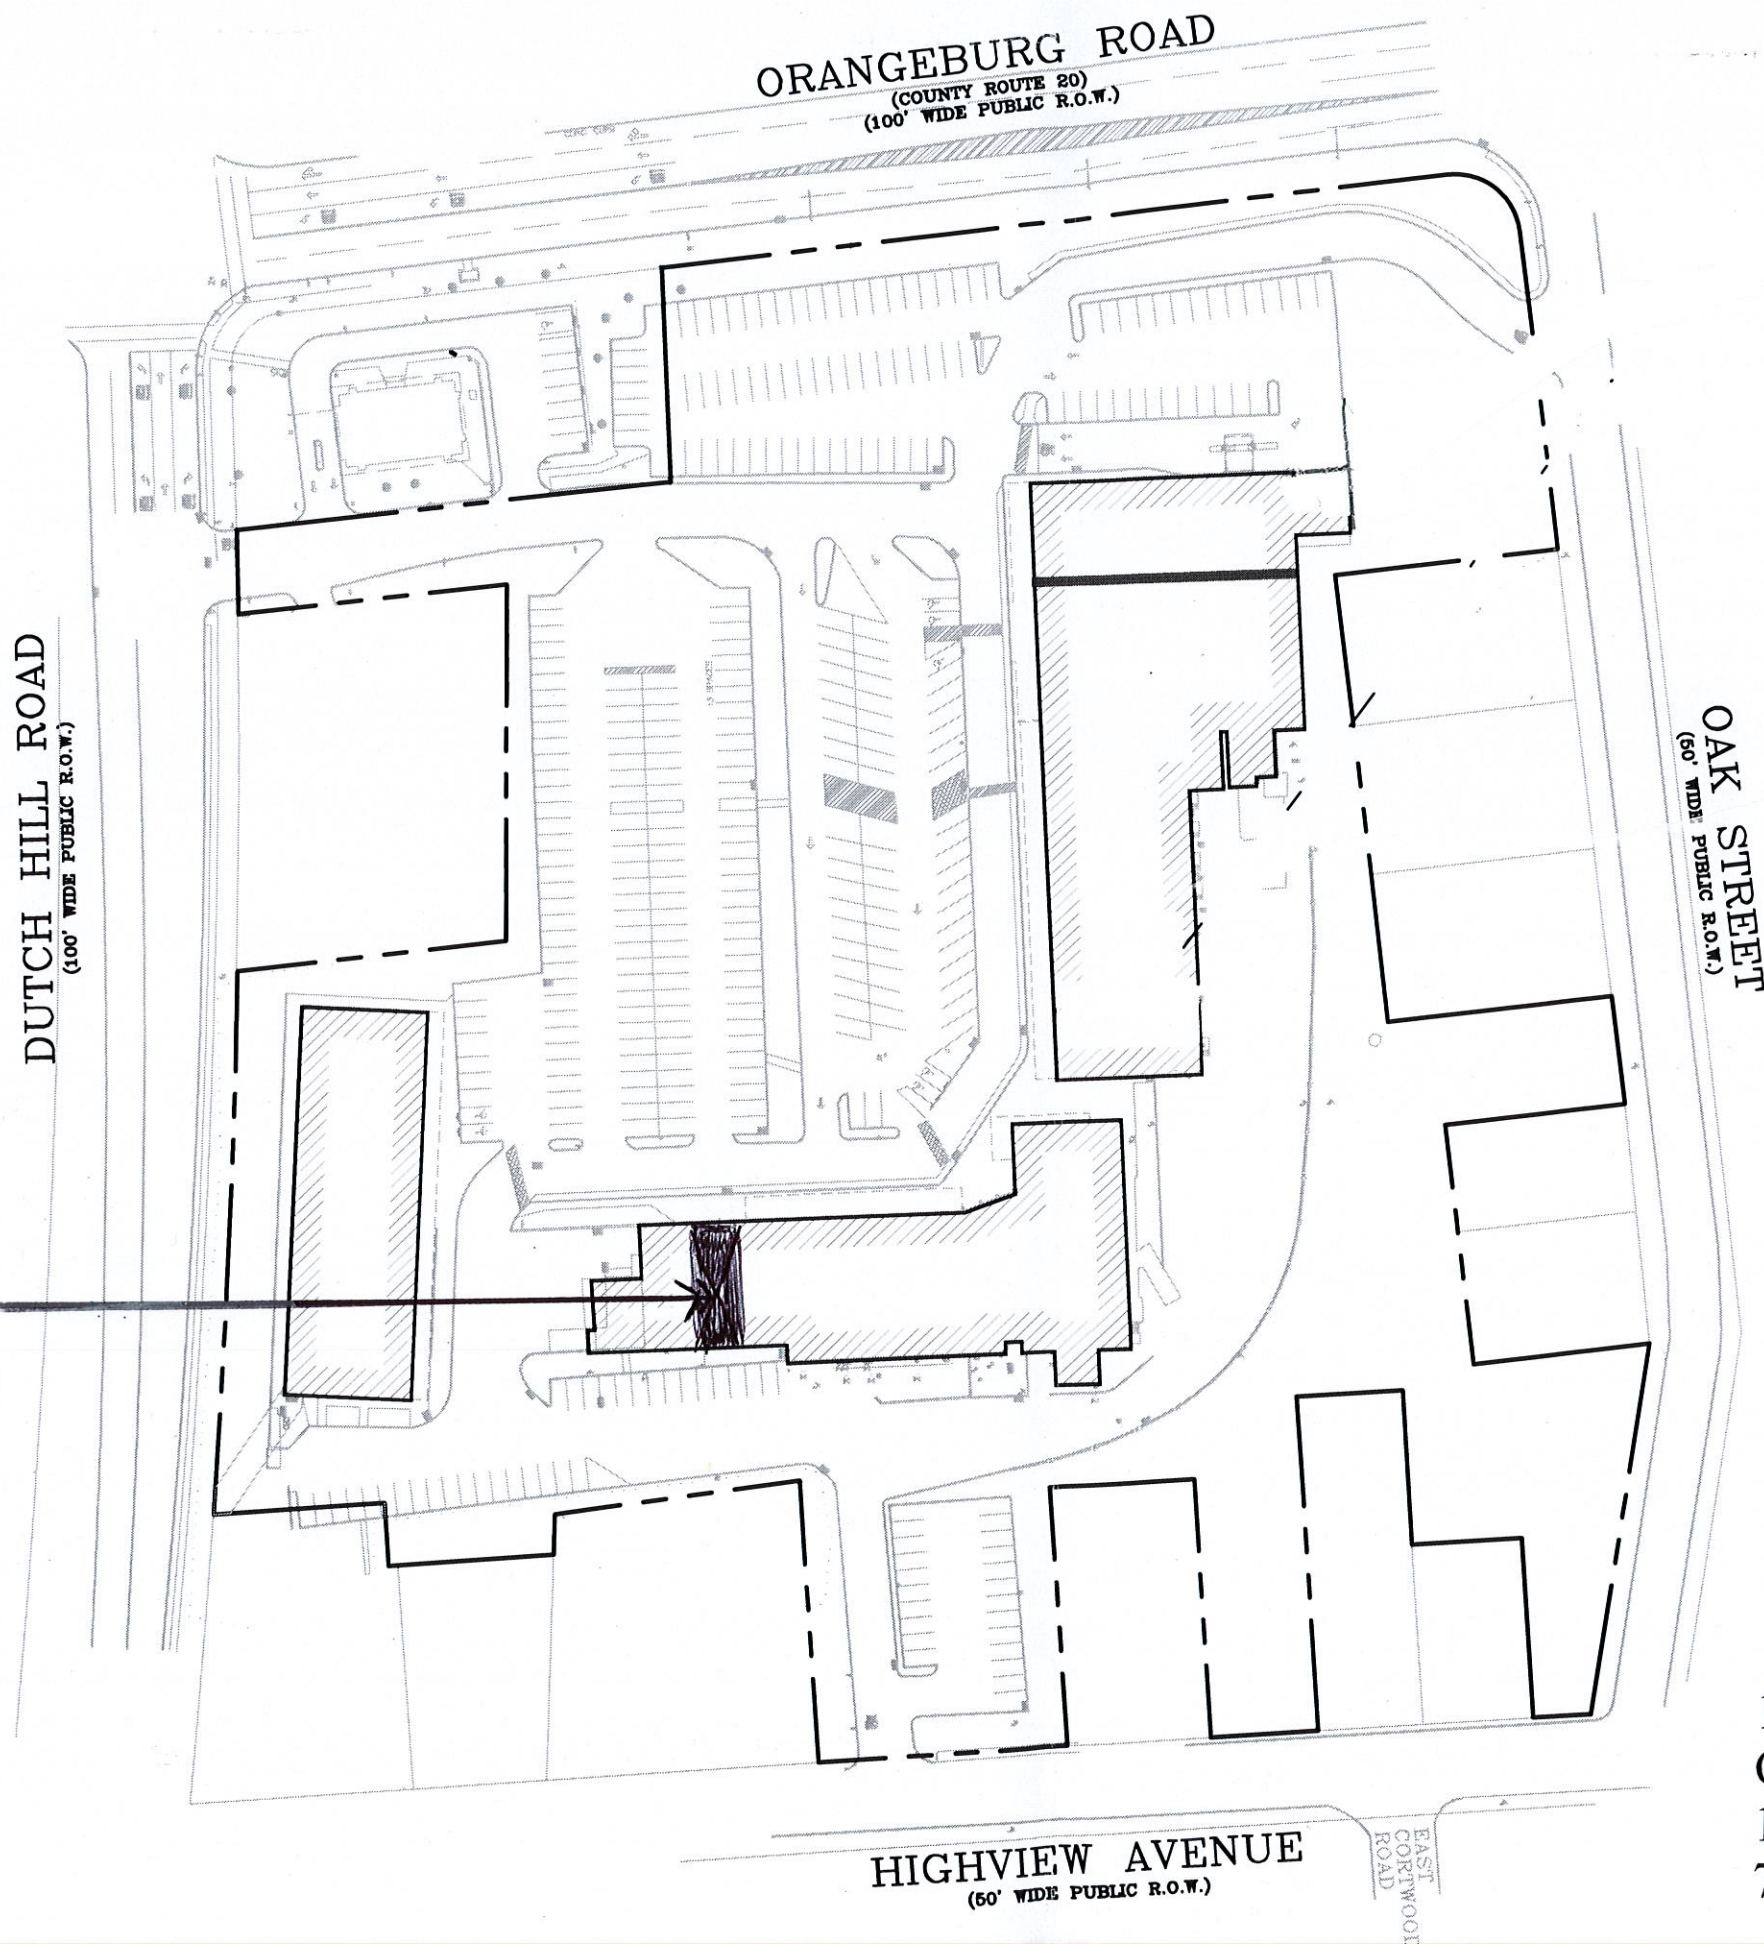 ORANGEBURG ROAD
(COUNTY ROUTE 20)
(100' WIDE PUBLIC R.O.W.)
DUTCH HILL ROAD
(100' WIDE PUBLIC R.O.W.)
OAK STREET
(50' WIDE PUBLIC R.O.W.)
HIGHVIEW AVENUE
(50' WIDE PUBLIC R.O.W.)
EAST
CORTWOOD
ROAD